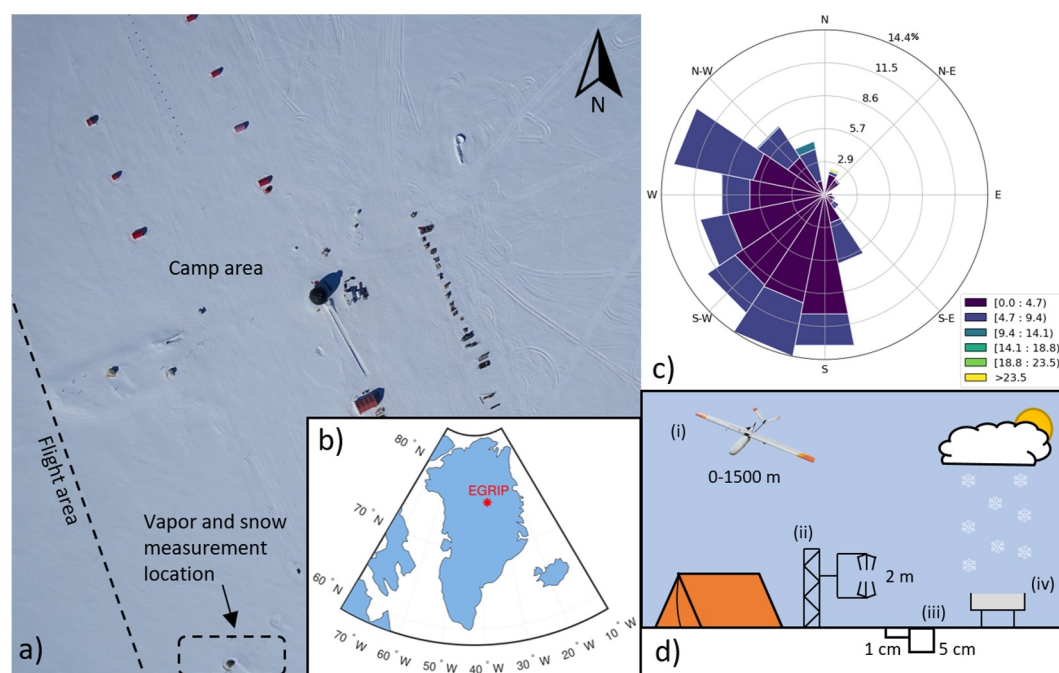 N
Camp area
Flight area
Vapor and snow
measurement
location
a)
b)
80°N
70°N
60°N
EGRIP
70°W
60°W
50°W
40°W
30°W
20°W
10°W
c)
N
14.4%
11.5
8.6
5.7
2.9
N-W
N-E
W
E
S-W
S-E
S
[0.0 : 4.7)
[4.7 : 9.4)
[9.4 : 14.1)
[14.1 : 18.8)
[18.8 : 23.5)
>23.5
(i)
0-1500 m
(ii)
2 m
(iii)
(iv)
1 cm
5 cm
d)